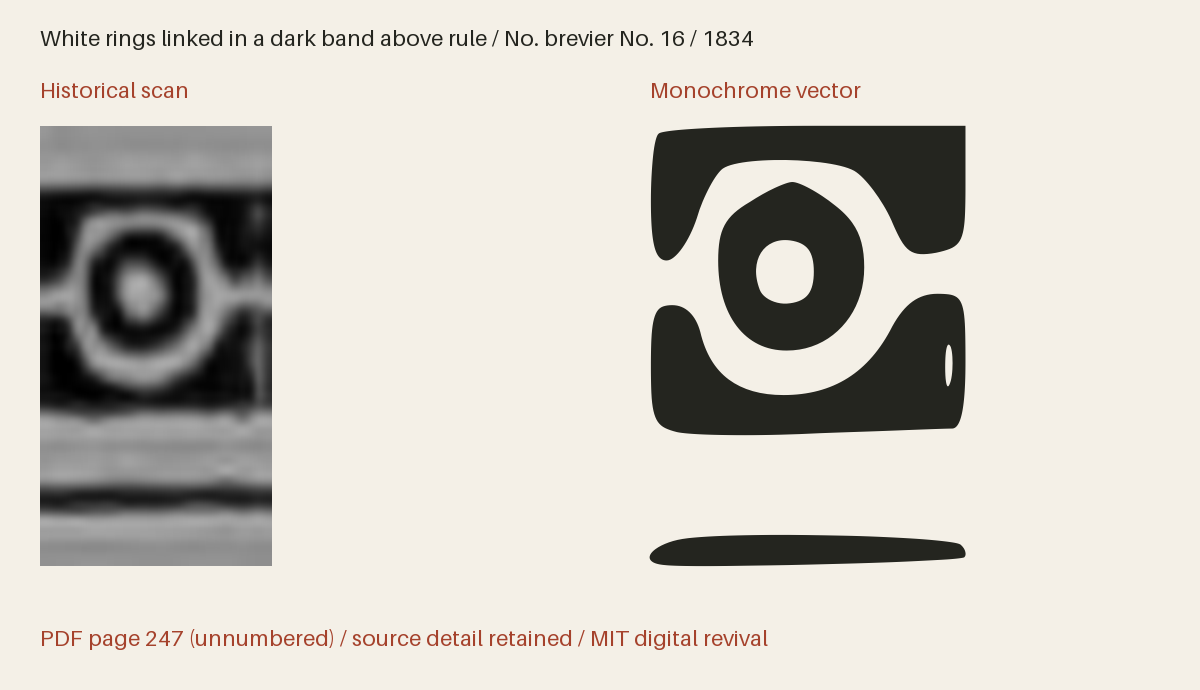 White rings linked in a dark band above rule / No. brevier No. 16 / 1834
Historical scan
Monochrome vector
PDF page 247 (unnumbered) / source detail retained / MIT digital revival